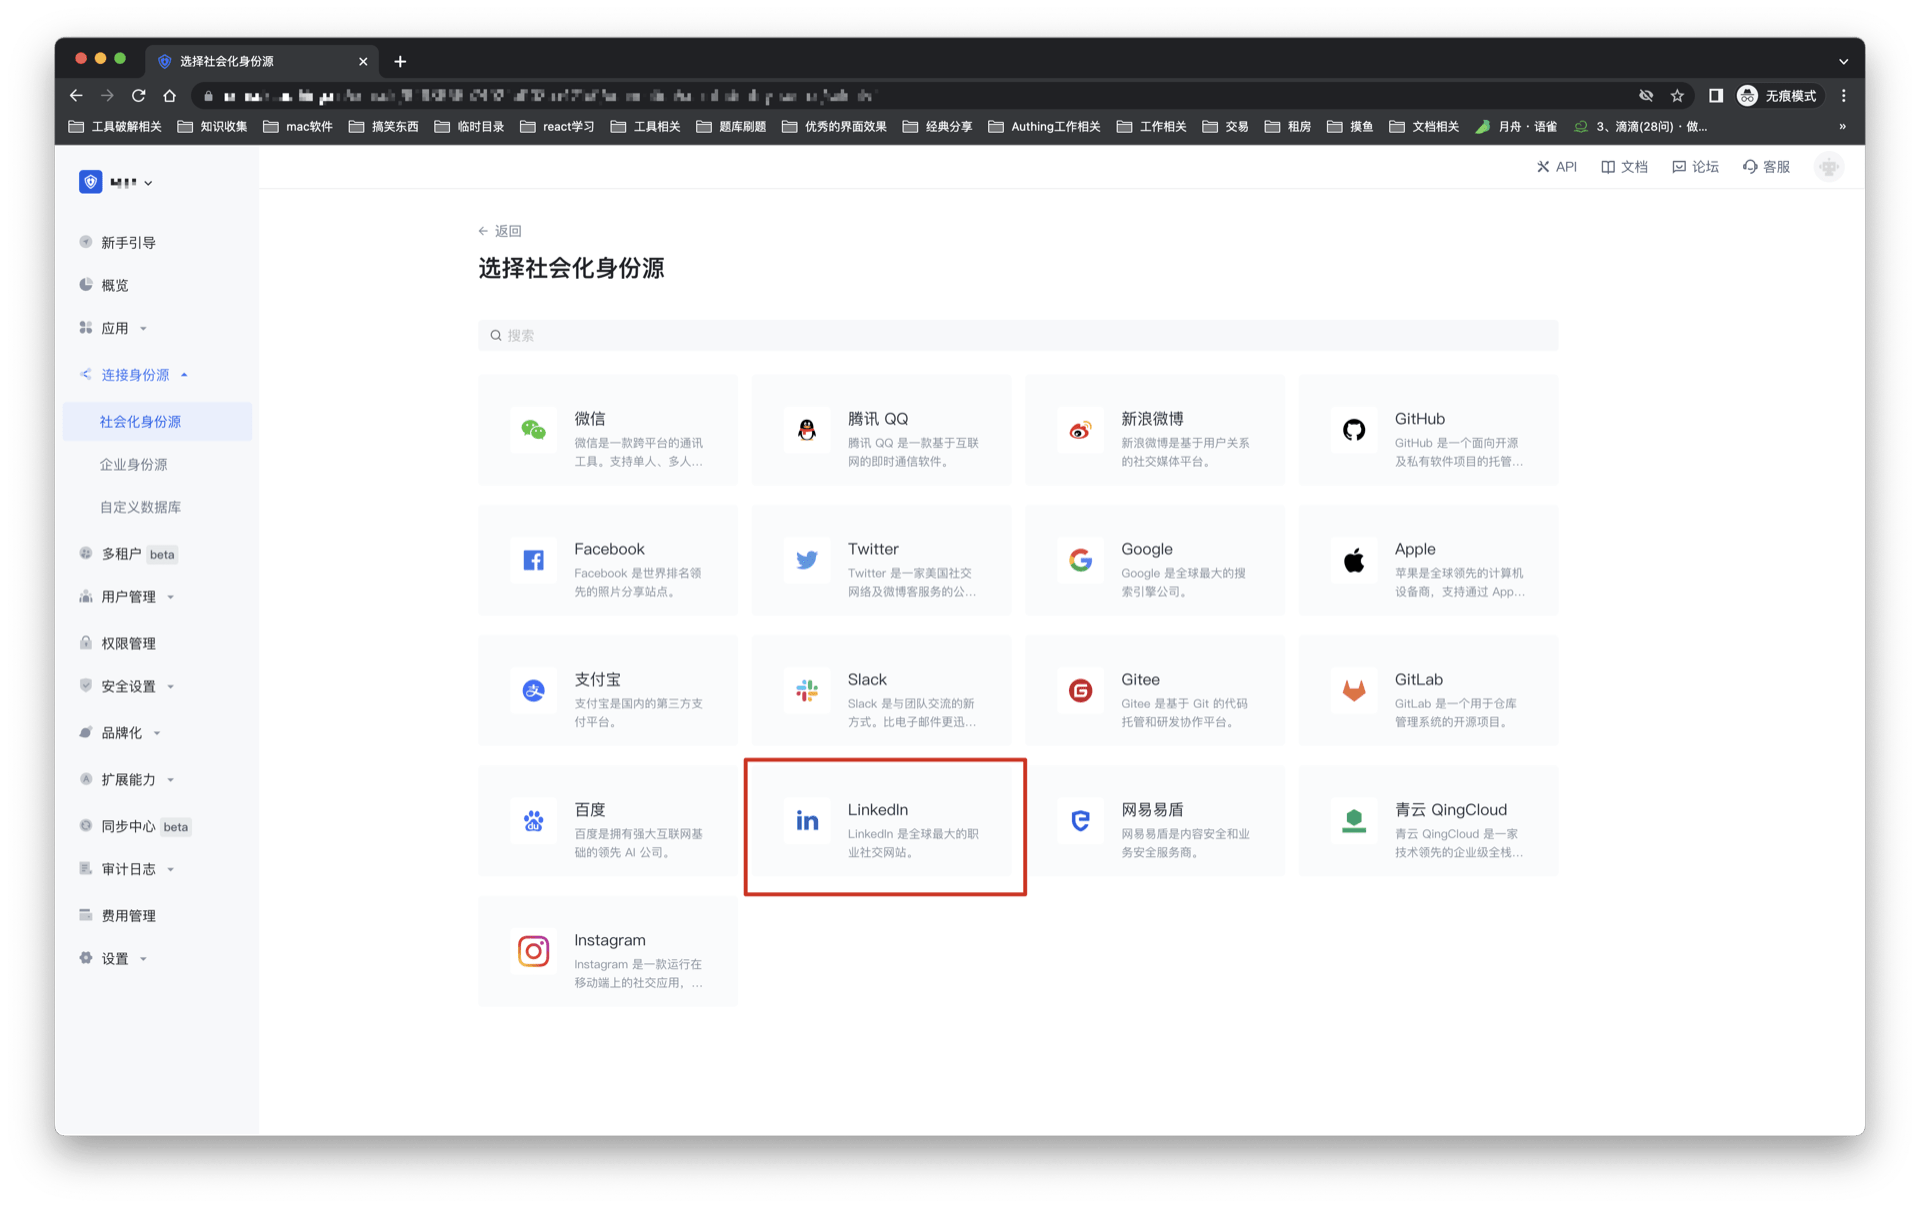 选择社会化身份源
无痕模式
工具破解相关 知识收集 mac软件 搞笑东西 临时目录 react学习 工具相关 题库刷题 优秀的界面效果 经典分享 Authing工作相关 工作相关 交易 租房 摸鱼 文档相关 月舟 · 语雀 3、滴滴(28问) · 做... »
API 文档 论坛 客服
新手引导
概览
应用
连接身份源
社会化身份源
企业身份源
自定义数据库
多租户 beta
用户管理
权限管理
安全设置
品牌化
扩展能力
同步中心 beta
审计日志
费用管理
设置
← 返回
选择社会化身份源
搜索
微信
微信是一款跨平台的通讯
工具。支持单人、多人...
腾讯 QQ
腾讯 QQ 是一款基于互联
网的即时通信软件。
新浪微博
新浪微博是基于用户关系
的社交媒体平台。
GitHub
GitHub 是一个面向开源
及私有软件项目的托管...
Facebook
Facebook 是世界排名领
先的照片分享站点。
Twitter
Twitter 是一家美国社交
网络及微博客服务的公...
Google
Google 是全球最大的搜
索引擎公司。
Apple
苹果是全球领先的计算机
设备商，支持通过 App...
支付宝
支付宝是国内的第三方支
付平台。
Slack
Slack 是与团队交流的新
方式。比电子邮件更迅...
Gitee
Gitee 是基于 Git 的代码
托管和研发协作平台。
GitLab
GitLab 是一个用于仓库
管理系统的开源项目。
du
百度
百度是拥有强大互联网基
础的领先 AI 公司。
in
LinkedIn
LinkedIn 是全球最大的职
业社交网站。
网易易盾
网易易盾是内容安全和业
务安全服务商。
青云 QingCloud
青云 QingCloud 是一家
技术领先的企业级全栈...
Instagram
Instagram 是一款运行在
移动端上的社交应用，...